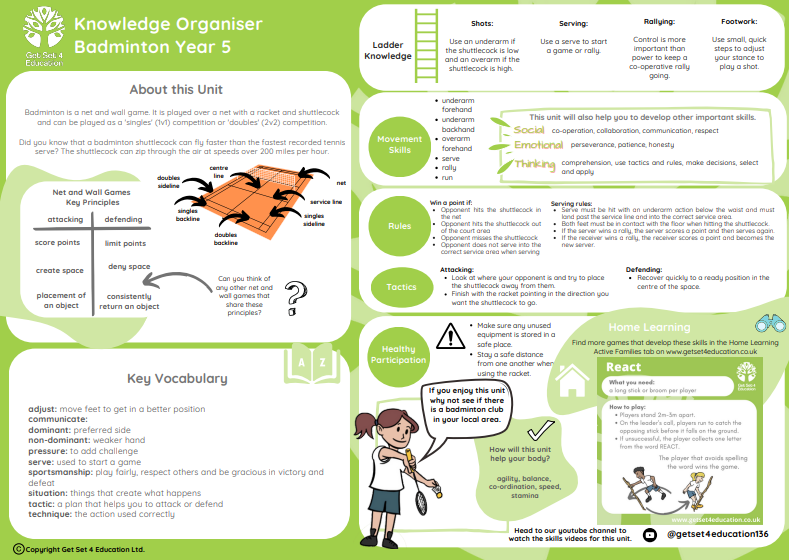 Get Set 4
Education
Knowledge Organiser
Badminton Year 5
About this Unit
Badminton is a net and wall game. It is played over a net with a racket and shuttlecock
and can be played as a 'singles' (1v1) competition or 'doubles' (2v2) competition.
Did you know that a badminton shuttlecock can fly faster than the fastest recorded tennis
serve? The shuttlecock can zip through the air at speeds over 200 miles per hour.
Net and Wall Games
Key Principles
attacking
defending
score points
limit points
create space
deny space
placement of
an object
consistently
return an object
doubles
sideline
centre
line
net
service line
singles
backline
singles
sideline
doubles
backline
Can you think of
any other net and
wall games that
share these
principles?
?
A Z
Key Vocabulary
adjust: move feet to get in a better position
communicate:
dominant: preferred side
non-dominant: weaker hand
pressure: to add challenge
serve: used to start a game
sportsmanship: play fairly, respect others and be gracious in victory and
defeat
situation: things that create what happens
tactic: a plan that helps you to attack or defend
technique: the action used correctly
© Copyright Get Set 4 Education Ltd.
Ladder
Knowledge
Shots:
Use an underarm if
the shuttlecock is low
and an overarm if the
shuttlecock is high.
Serving:
Use a serve to start
a game or rally.
Rallying:
Control is more
important than
power to keep a
co-operative rally
going.
Footwork:
Use small, quick
steps to adjust
your stance to
play a shot.
Movement
Skills
• underarm
forehand
• underarm
backhand
• overarm
forehand
• serve
• rally
• run
This unit will also help you to develop other important skills.
Social co-operation, collaboration, communication, respect
Emotional perseverance, patience, honesty
Thinking comprehension, use tactics and rules, make decisions, select
and apply
Rules
Win a point if:
• Opponent hits the shuttlecock in
the net
• Opponent hits the shuttlecock out
of the court area
• Opponent misses the shuttlecock
• Opponent does not serve into the
correct service area when serving
Serving rules:
• Serve must be hit with an underarm action below the waist and must
land past the service line and into the correct service area.
• Both feet must be in contact with the floor when hitting the shuttlecock.
• If the server wins a rally, the server scores a point and then serves again.
• If the receiver wins a rally, the receiver scores a point and becomes the
new server.
Tactics
Attacking:
• Look at where your opponent is and try to place
the shuttlecock away from them.
• Finish with the racket pointing in the direction you
want the shuttlecock to go.
Defending:
• Recover quickly to a ready position in the
centre of the space.
Healthy
Participation
!
• Make sure any unused
equipment is stored in a
safe place.
• Stay a safe distance
from one another when
using the racket.
If you enjoy this unit
why not see if there
is a badminton club
in your local area.
How will this unit
help your body?
agility, balance,
co-ordination, speed,
stamina
Home Learning
Find more games that develop these skills in the Home Learning
Active Families tab on www.getset4education.co.uk
React
Get Set 4
Education
What you need:
a long stick or broom per player
How to play:
• Players stand 2m-5m apart.
• On the leader's call, players run to catch the
opposing stick before it falls on the ground.
• If unsuccessful, the player collects one letter
from the word REACT.
The player that avoids spelling
the word wins the game.
www.getset4education.co.uk
Head to our youtube channel to
watch the skills videos for this unit.
@getset4education136